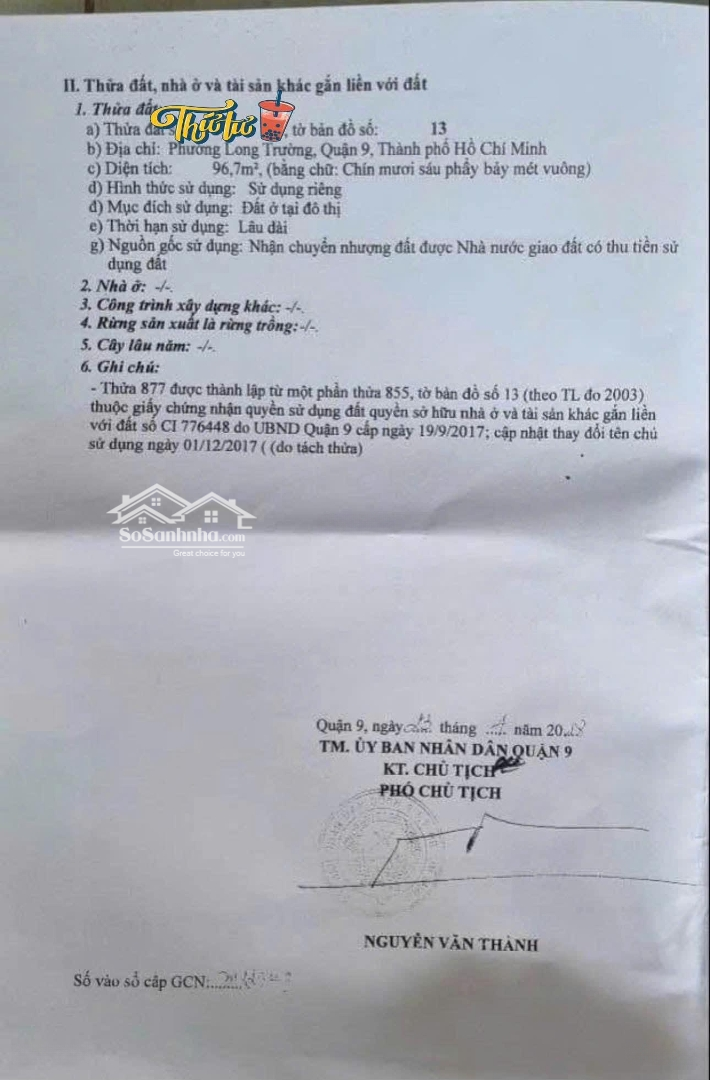 II. Thửa đất, nhà ở và tài sản khác gắn liền với đất
1. Thửa đất:
a) Thửa đất Thứ tư, tờ bản đồ số: 13
b) Địa chỉ: Phường Long Trường, Quận 9, Thành phố Hồ Chí Minh
c) Diện tích: 96,7m², (bằng chữ: Chín mươi sáu phẩy bảy mét vuông)
d) Hình thức sử dụng: Sử dụng riêng
đ) Mục đích sử dụng: Đất ở tại đô thị
e) Thời hạn sử dụng: Lâu dài
g) Nguồn gốc sử dụng: Nhận chuyển nhượng đất được Nhà nước giao đất có thu tiền sử
dụng đất
2. Nhà ở: -/-.
3. Công trình xây dựng khác: -/-.
4. Rừng sản xuất là rừng trồng:-/-.
5. Cây lâu năm: -/-.
6. Ghi chú:
- Thửa 877 được thành lập từ một phần thửa 855, tờ bản đồ số 13 (theo TL đo 2003)
thuộc giấy chứng nhận quyền sử dụng đất quyền sở hữu nhà ở và tài sản khác gắn liền
với đất số CI 776448 do UBND Quận 9 cấp ngày 19/9/2017; cập nhật thay đổi tên chủ
sử dụng ngày 01/12/2017 ( (do tách thửa)
SoSanhnha.com
Great choice for you
Quận 9, ngày tháng năm 20
TM. ỦY BAN NHÂN DÂN QUẬN 9
KT. CHỦ TỊCH
PHÓ CHỦ TỊCH
NGUYỄN VĂN THÀNH
Số vào sổ cấp GCN: